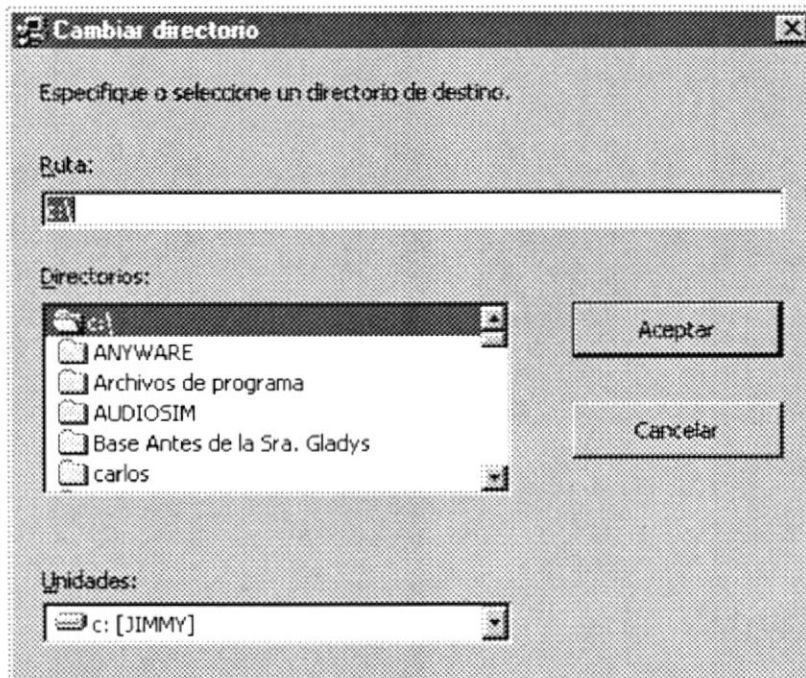 Cambiar directorio
Especifique o seleccione un directorio de destino.
Ruta:
Directorios:
c:\
ANYWARE
Archivos de programa
AUDIOSIM
Base Antes de la Sra. Gladys
carlos
Aceptar
Cancelar
Unidades:
c: [JIMMY]